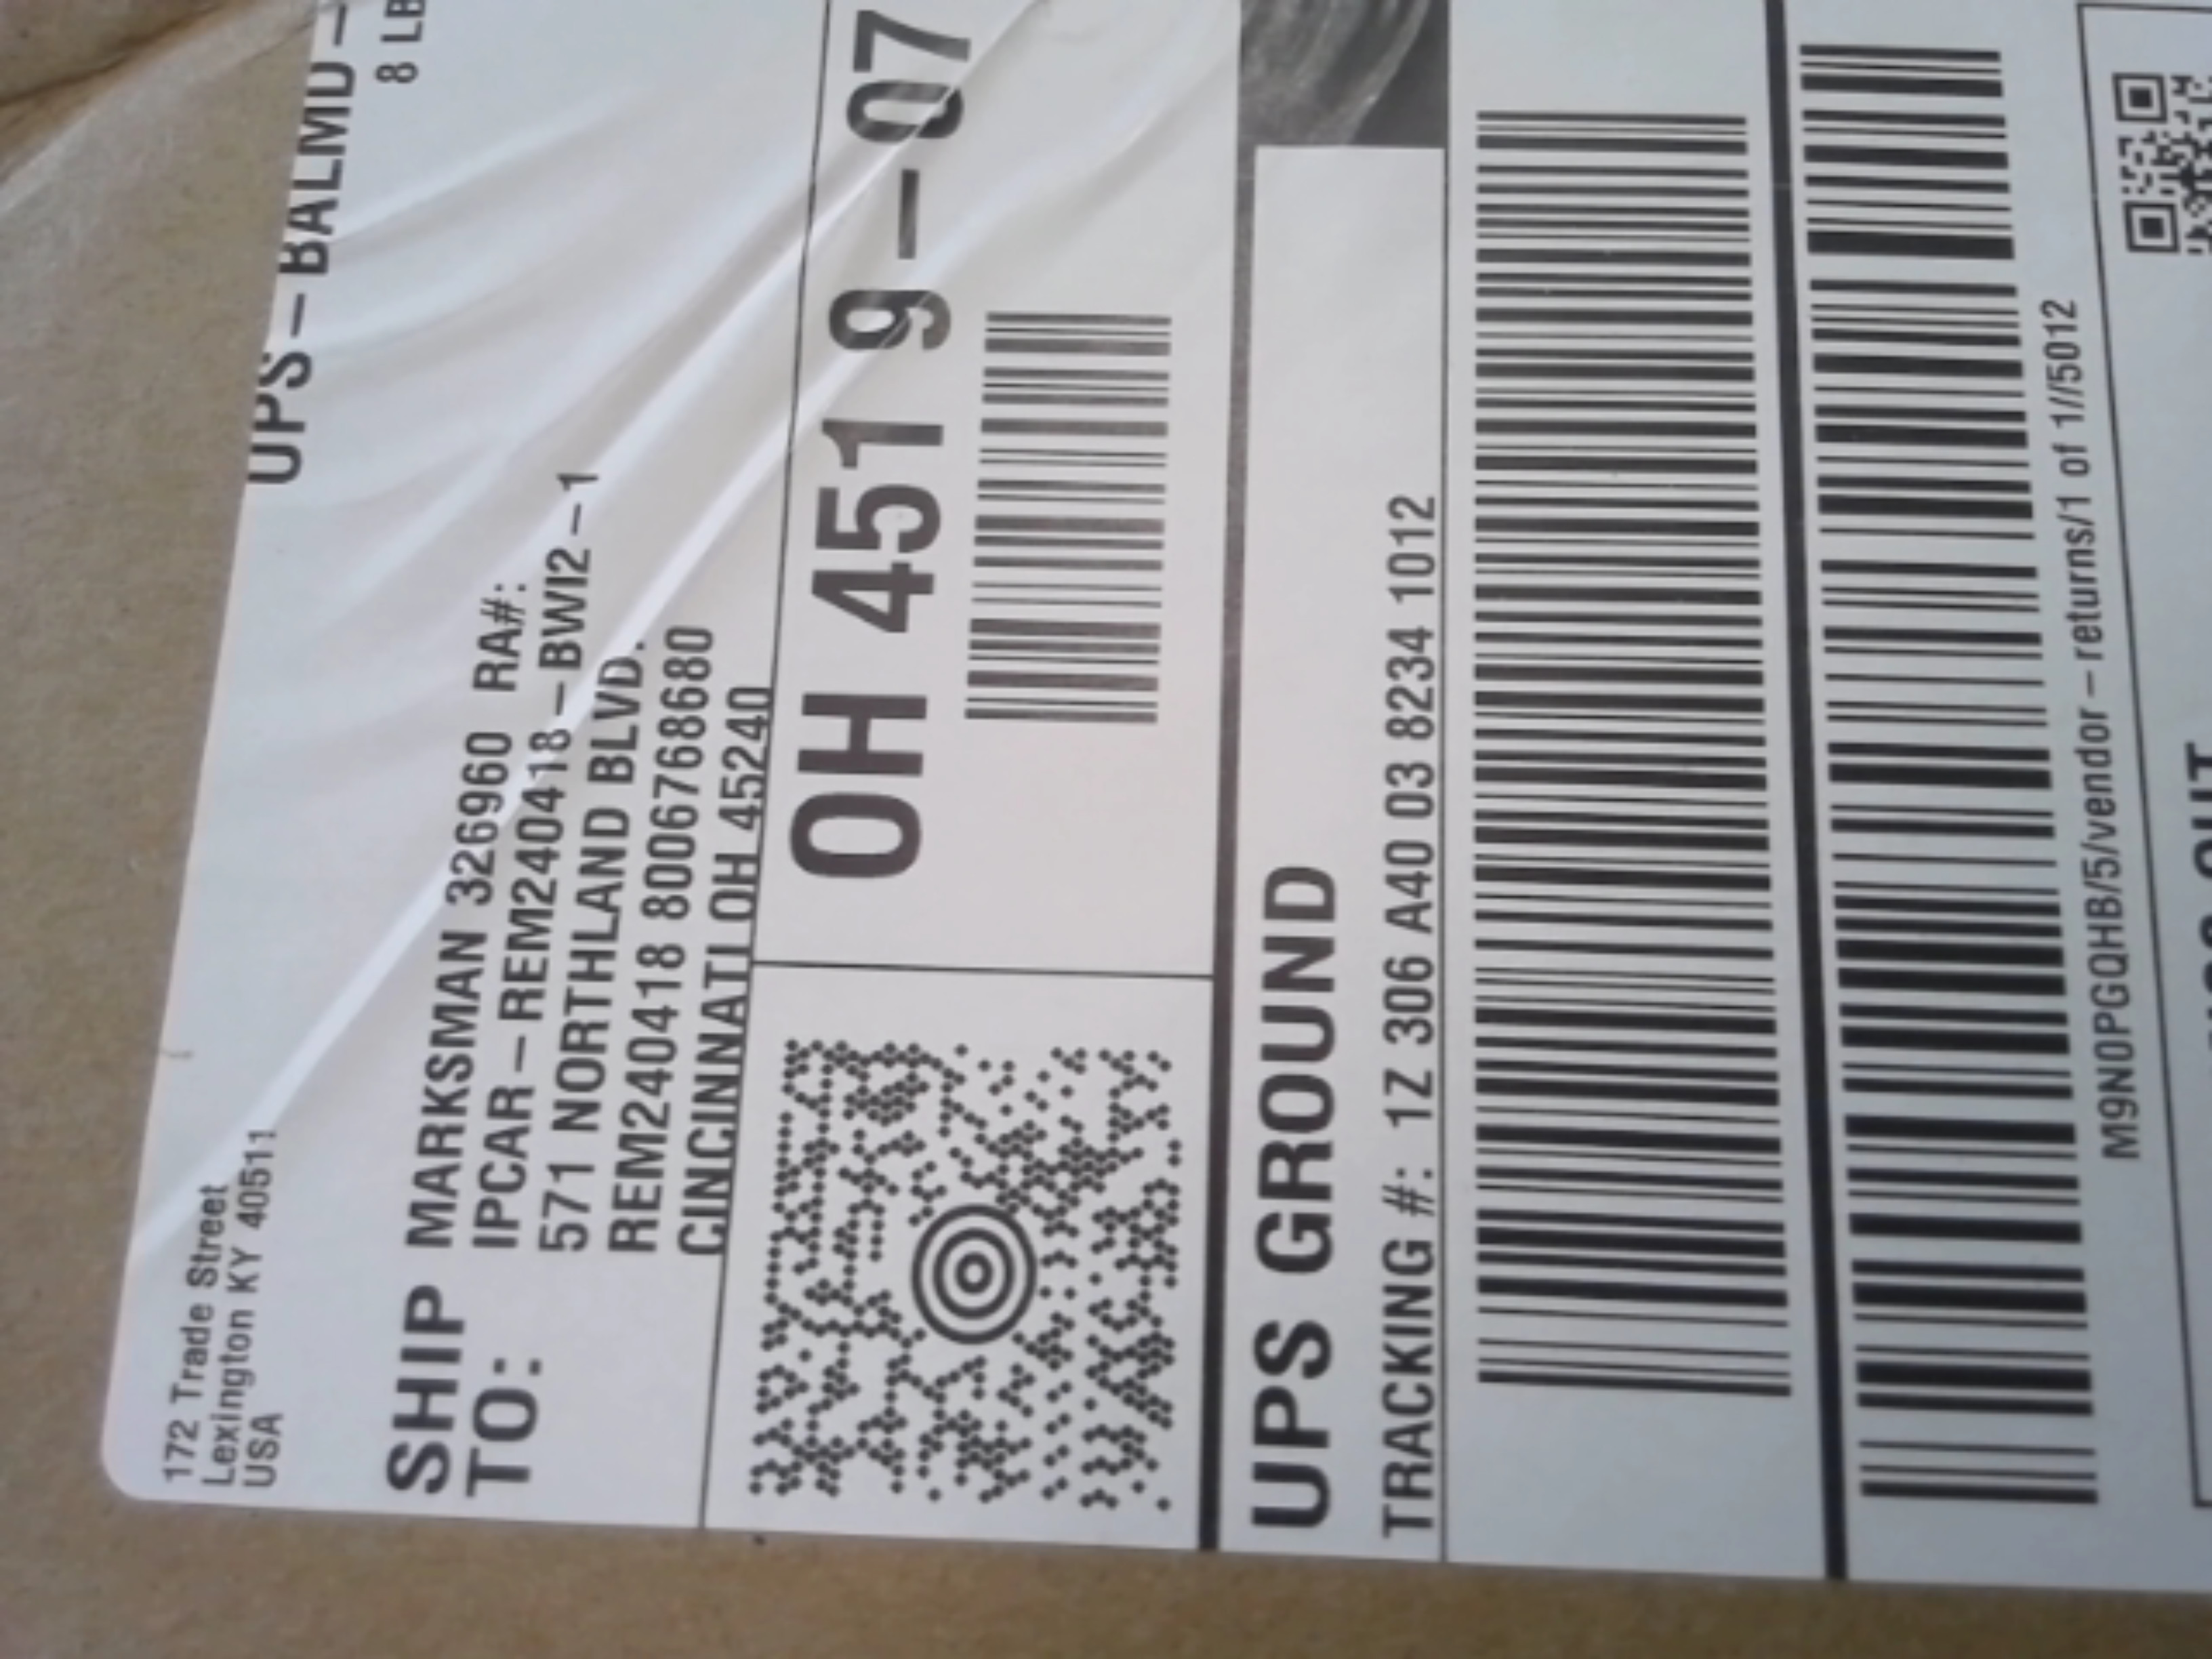 172 Trade Street
Lexington KY 40511
USA
UPS-BALMD-
8 LB
SHIP TO:
MARKSMAN 326960 RA#:
IPCAR-REM240418-BWI2-1
571 NORTHLAND BLVD.
REM240418 8006768680
CINCINNATI OH 45240
OH 451 9-07
UPS GROUND
TRACKING #: 1Z 306 A40 03 8234 1012
M9N0PGQHB/5/vendor-returns/1 of 1//5012